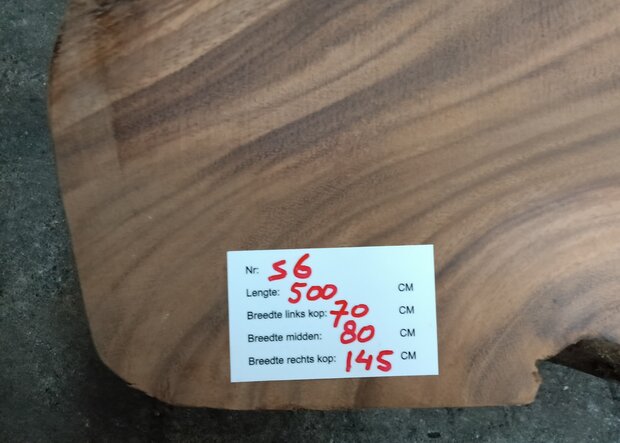 Nr: S6
Lengte: 500 CM
Breedte links kop: 70 CM
Breedte midden: 80 CM
Breedte rechts kop: 145 CM